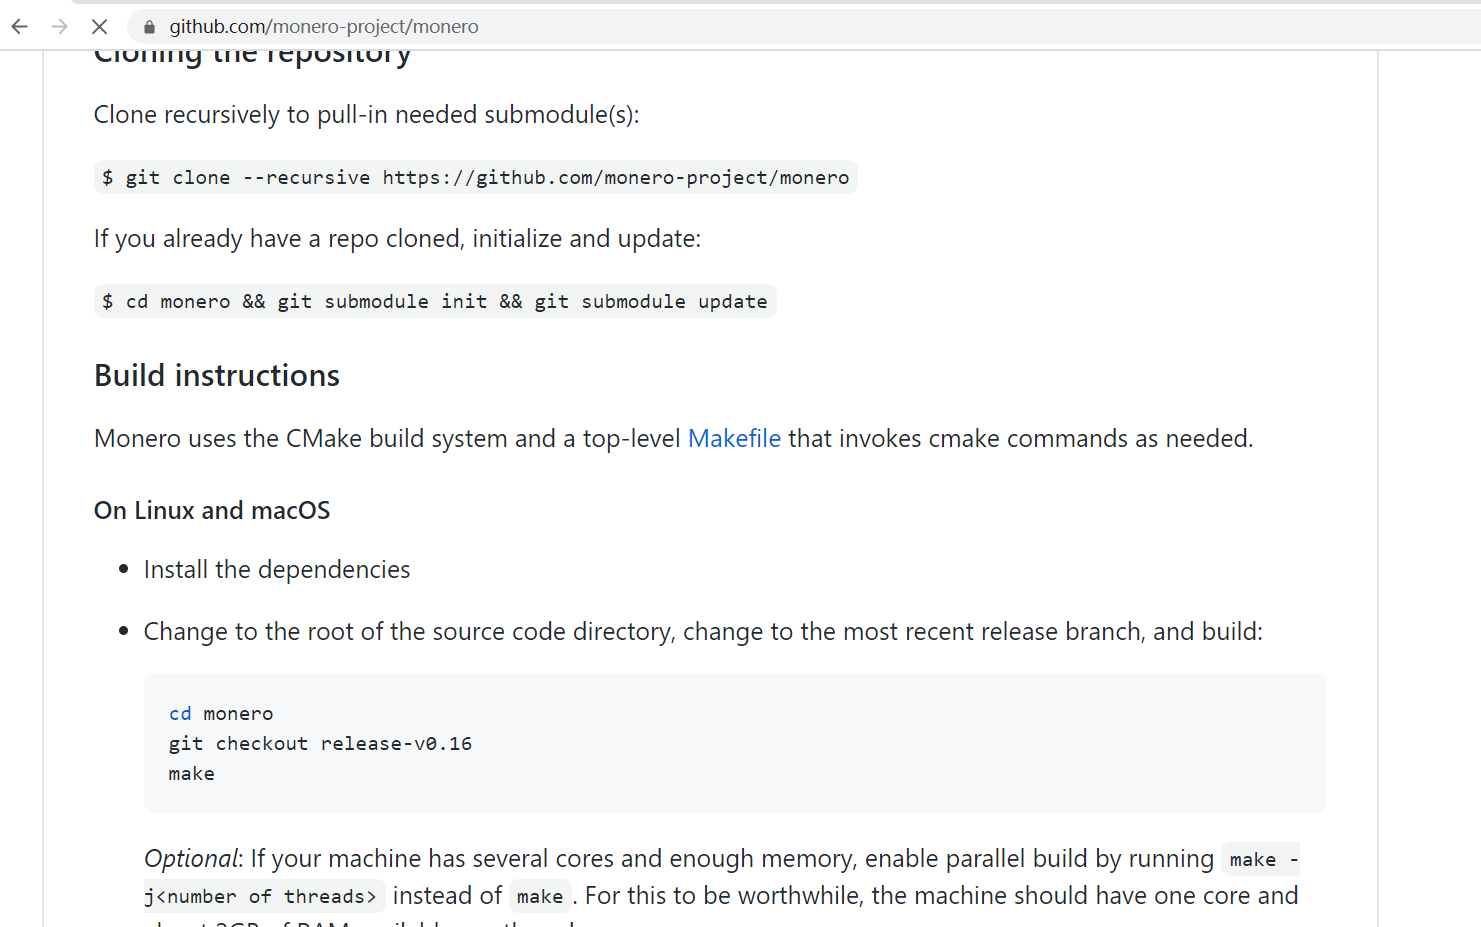 github.com/monero-project/monero
Cloning the repository
Clone recursively to pull-in needed submodule(s):
$ git clone --recursive https://github.com/monero-project/monero
If you already have a repo cloned, initialize and update:
$ cd monero && git submodule init && git submodule update
Build instructions
Monero uses the CMake build system and a top-level Makefile that invokes cmake commands as needed.
On Linux and macOS
• Install the dependencies
• Change to the root of the source code directory, change to the most recent release branch, and build:
cd monero
git checkout release-v0.16
make
Optional: If your machine has several cores and enough memory, enable parallel build by running make -
j<number of threads> instead of make . For this to be worthwhile, the machine should have one core and